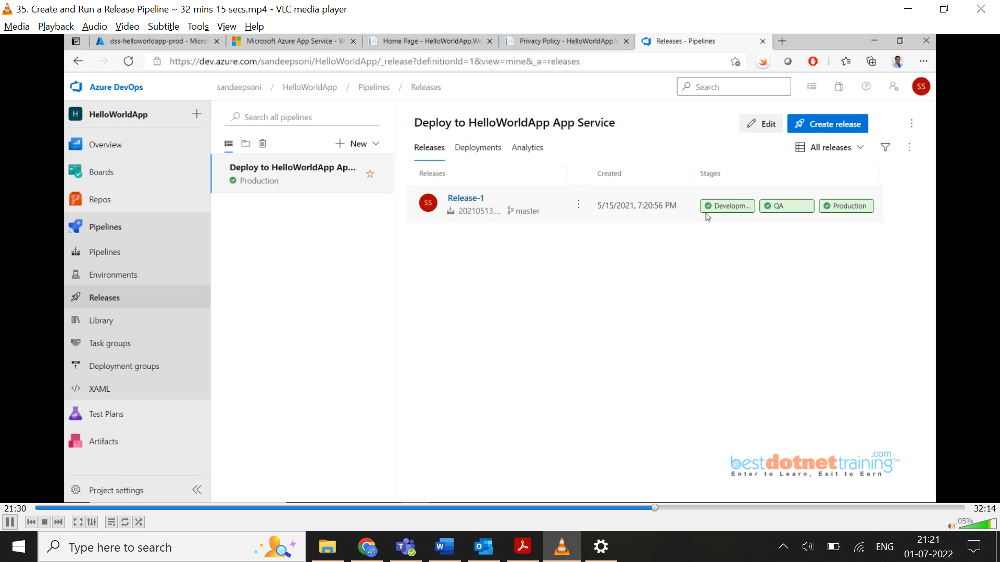 35. Create and Run a Release Pipeline ~ 32 mins 15 secs.mp4 - VLC media player
Media Playback Audio Video Subtitle Tools View Help
dss-helloworldapp-prod - Micros
Microsoft Azure App Service - W
Home Page - HelloWorldApp.We
Privacy Policy - HelloWorldApp.W
Releases - Pipelines
https://dev.azure.com/sandeepsoni/HelloWorldApp/_release?definitionId=1&view=mine&_a=releases
Azure DevOps
sandeepsoni / HelloWorldApp / Pipelines / Releases
Search
SS
H HelloWorldApp
Overview
Boards
Repos
Pipelines
Pipelines
Environments
Releases
Library
Task groups
Deployment groups
XAML
Test Plans
Artifacts
Project settings
Search all pipelines
New
Deploy to HelloWorldApp Ap...
Production
Deploy to HelloWorldApp App Service
Edit
Create release
Releases Deployments Analytics
All releases
Releases Created Stages
SS
Release-1
20210513.... master
5/15/2021, 7:20:56 PM
Developm...
QA
Production
bestdotnettraining.com™
Enter to Learn, Exit to Earn
21:30
32:14
105%
Type here to search
ENG
21:21
01-07-2022